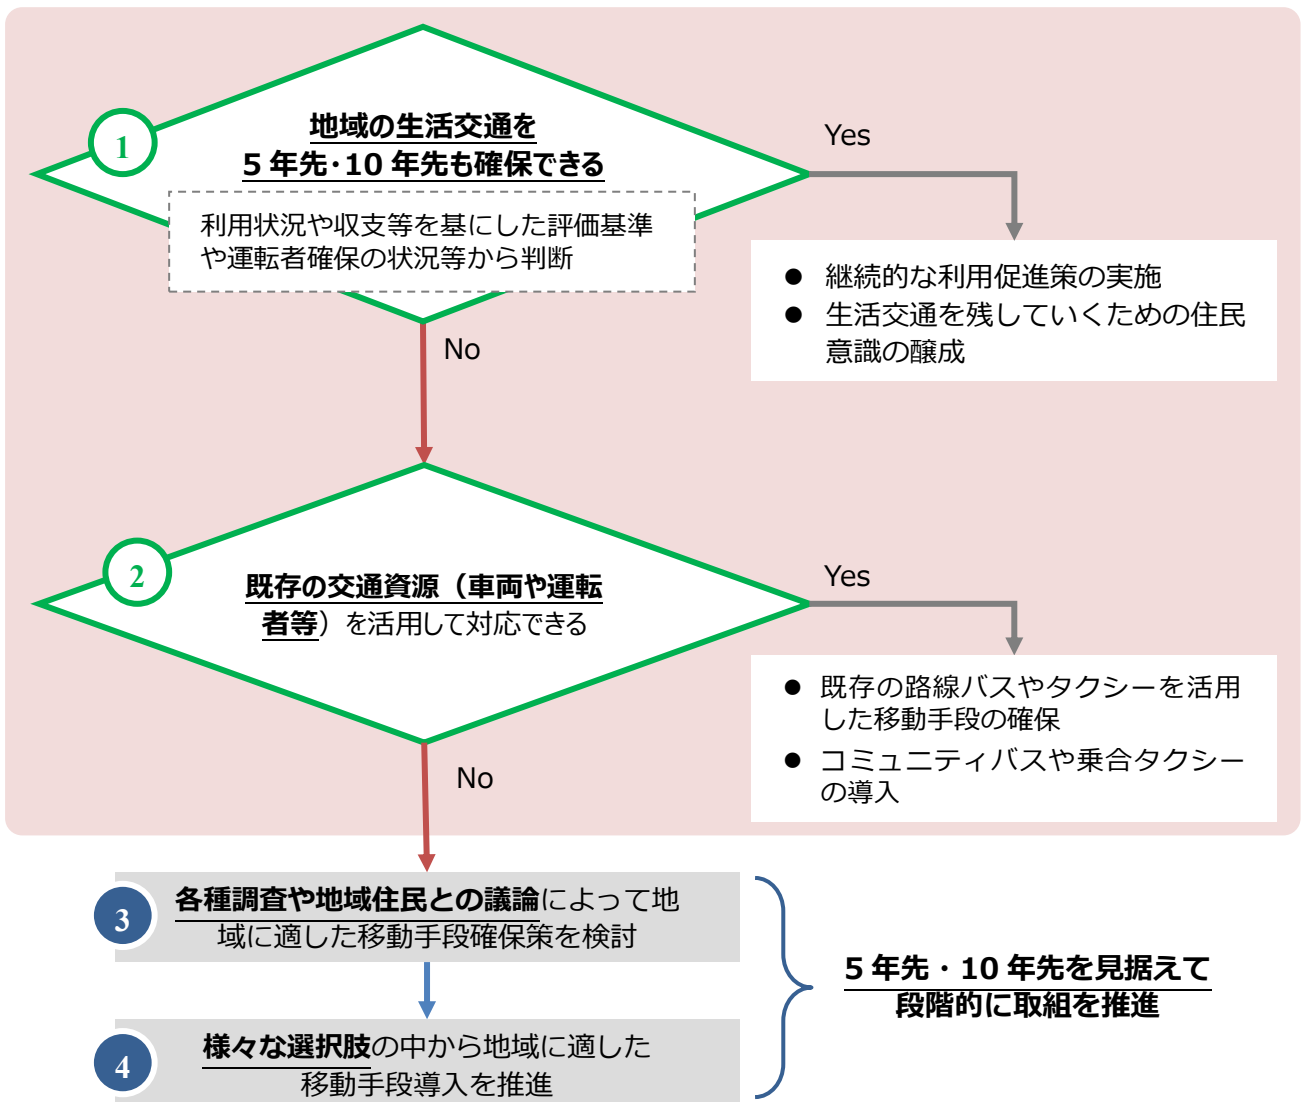 1
地域の生活交通を
5 年先・10 年先も確保できる
利用状況や収支等を基にした評価基準
や運転者確保の状況等から判断
Yes
● 継続的な利用促進策の実施
● 生活交通を残していくための住民
意識の醸成
No
2
既存の交通資源（車両や運転
者等）を活用して対応できる
Yes
● 既存の路線バスやタクシーを活用
した移動手段の確保
● コミュニティバスや乗合タクシー
の導入
No
3
各種調査や地域住民との議論によって地
域に適した移動手段確保策を検討
4
様々な選択肢の中から地域に適した
移動手段導入を推進
5 年先・10 年先を見据えて
段階的に取組を推進